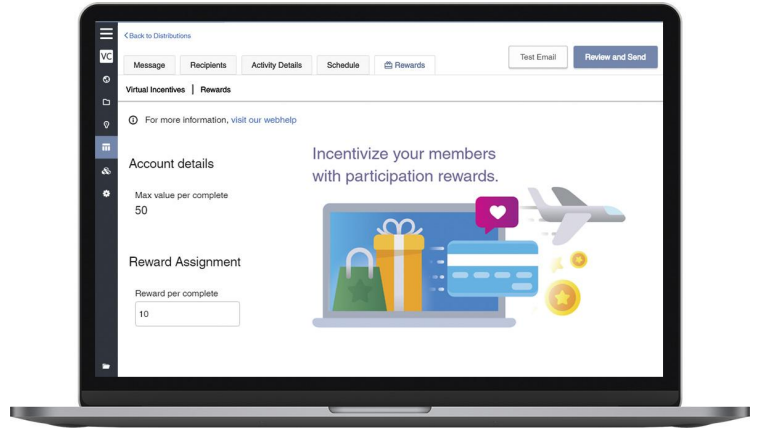 Back to Distributions
VC
Message Recipients Activity Details Schedule Rewards
Test Email Review and Send
Virtual Incentives | Rewards
For more information, visit our webhelp
Account details
Max value per complete
50
Reward Assignment
Reward per complete
10
Incentivize your members
with participation rewards.